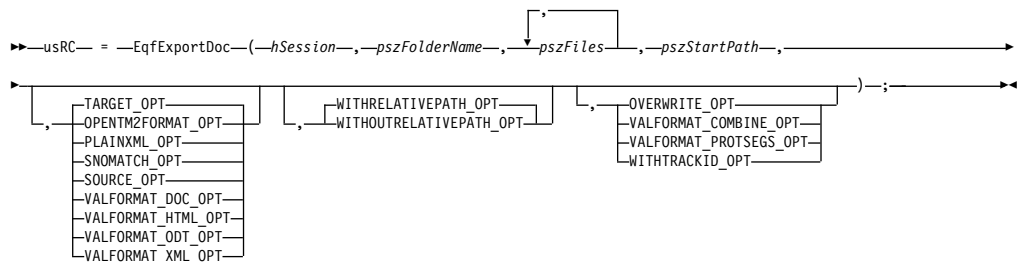 ,
usRC = EqfExportDoc ( hSession , pszFolderName , pszFiles , pszStartPath ,
, TARGET_OPT , WITHRELATIVEPATH_OPT , OVERWRITE_OPT ) ;
OPENTM2FORMAT_OPT WITHOUTRELATIVEPATH_OPT VALFORMAT_COMBINE_OPT
PLAINXML_OPT VALFORMAT_PROTSEGS_OPT
SNOMATCH_OPT WITHTRACKID_OPT
SOURCE_OPT
VALFORMAT_DOC_OPT
VALFORMAT_HTML_OPT
VALFORMAT_ODT_OPT
VALFORMAT_XML_OPT